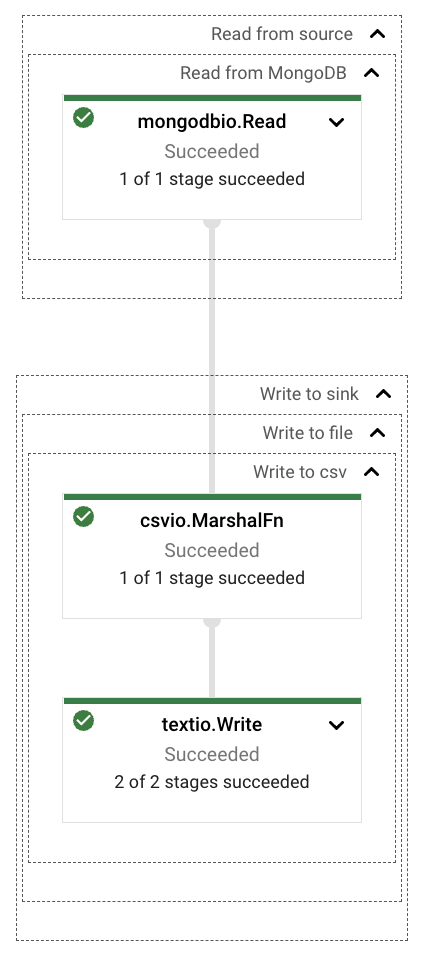 Read from source
Read from MongoDB
mongodbio.Read
Succeeded
1 of 1 stage succeeded
Write to sink
Write to file
Write to csv
csvio.MarshalFn
Succeeded
1 of 1 stage succeeded
textio.Write
Succeeded
2 of 2 stages succeeded